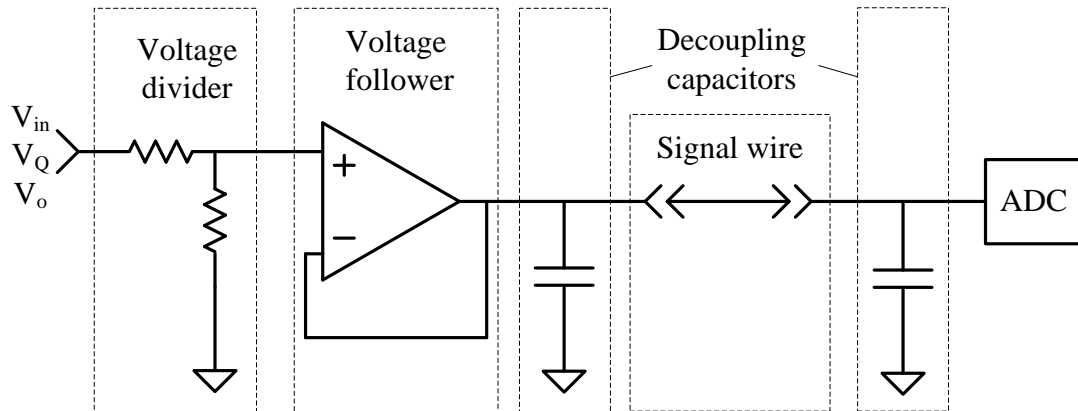 Voltage
divider
Voltage
follower
Decoupling
capacitors
Signal wire
V_in
V_Q
V_o
+
−
ADC